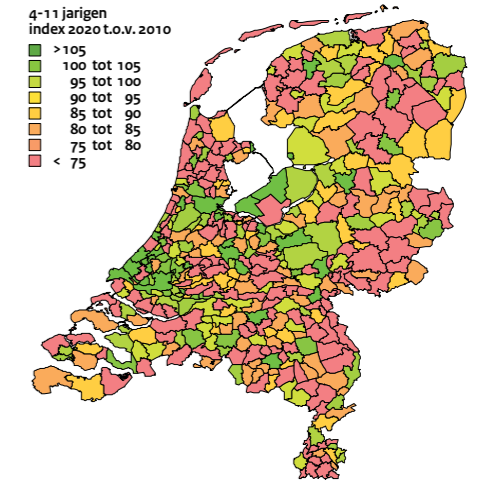 4-11 jarigen
index 2020 t.o.v. 2010
>105
100 tot 105
95 tot 100
90 tot 95
85 tot 90
80 tot 85
75 tot 80
< 75